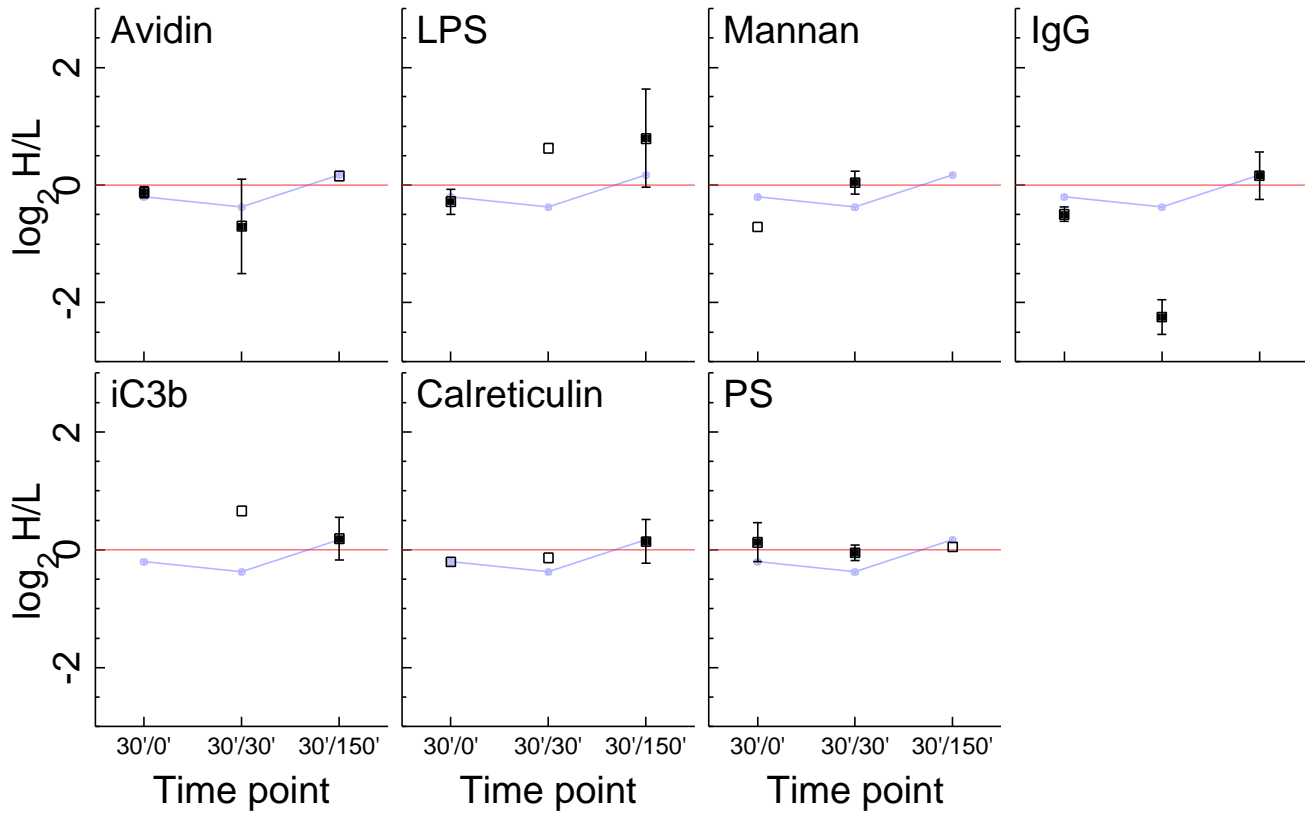 Avidin
LPS
Mannan
IgG
2
0
-2
log2 H/L
iC3b
Calreticulin
PS
2
0
-2
log2 H/L
30'/0' 30'/30' 30'/150'
30'/0' 30'/30' 30'/150'
30'/0' 30'/30' 30'/150'
Time point
Time point
Time point